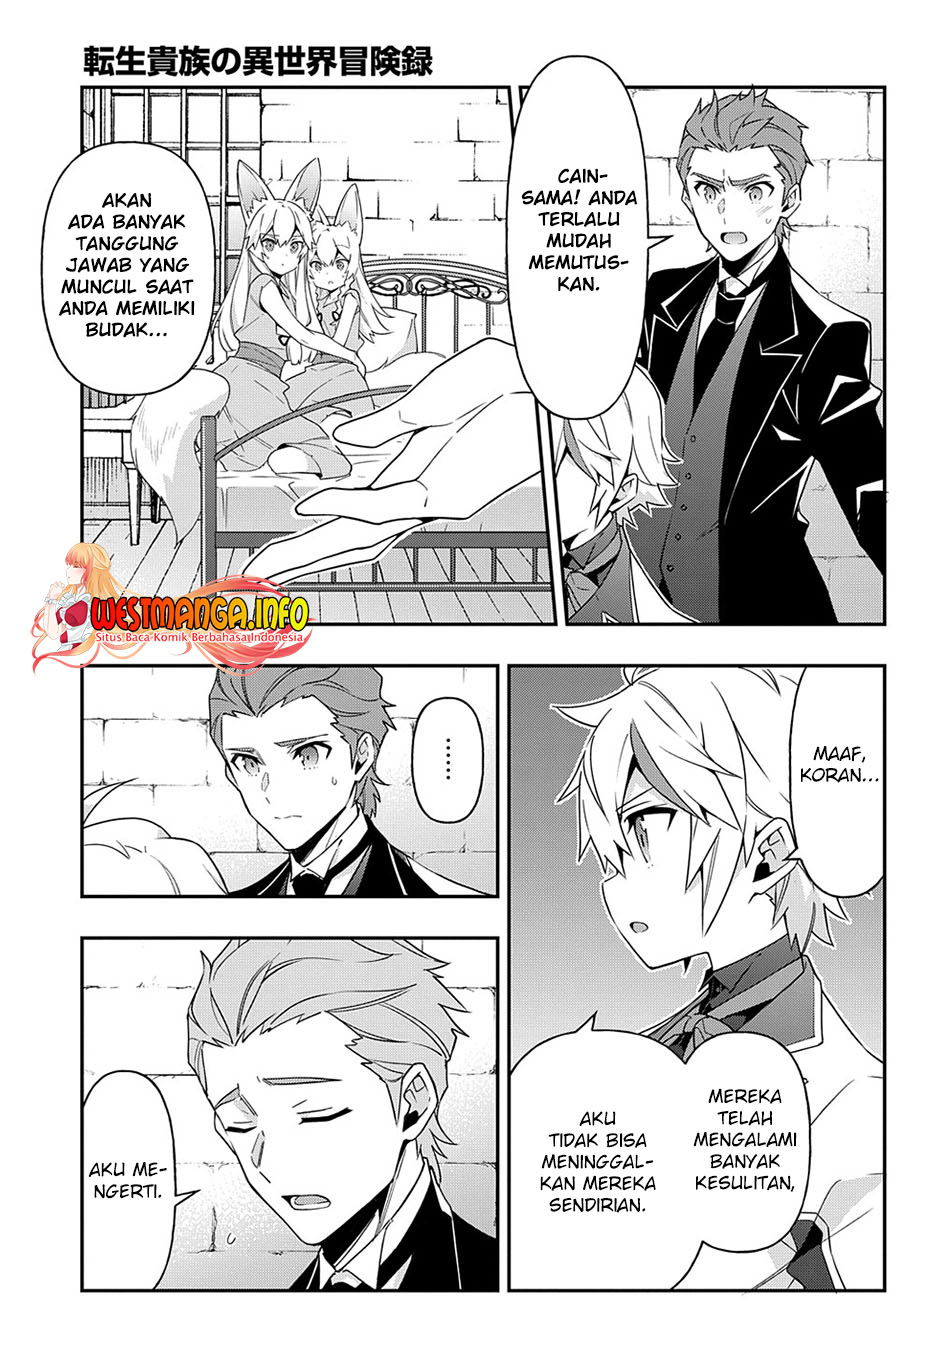 転生貴族の異世界冒険録
CAIN-
SAMA! ANDA
TERLALU
MUDAH
MEMUTUS-
KAN.
AKAN
ADA BANYAK
TANGGUNG
JAWAB YANG
MUNCUL SAAT
ANDA MEMILIKI
BUDAK...
WESTMANGA.INFO
Situs Baca Komik Berbahasa Indonesia
MAAF,
KORAN...
MEREKA
TELAH
MENGALAMI
BANYAK
KESULITAN,
AKU
TIDAK BISA
MENINGGAL-
KAN MEREKA
SENDIRIAN.
......
AKU ME-
NGERTI.